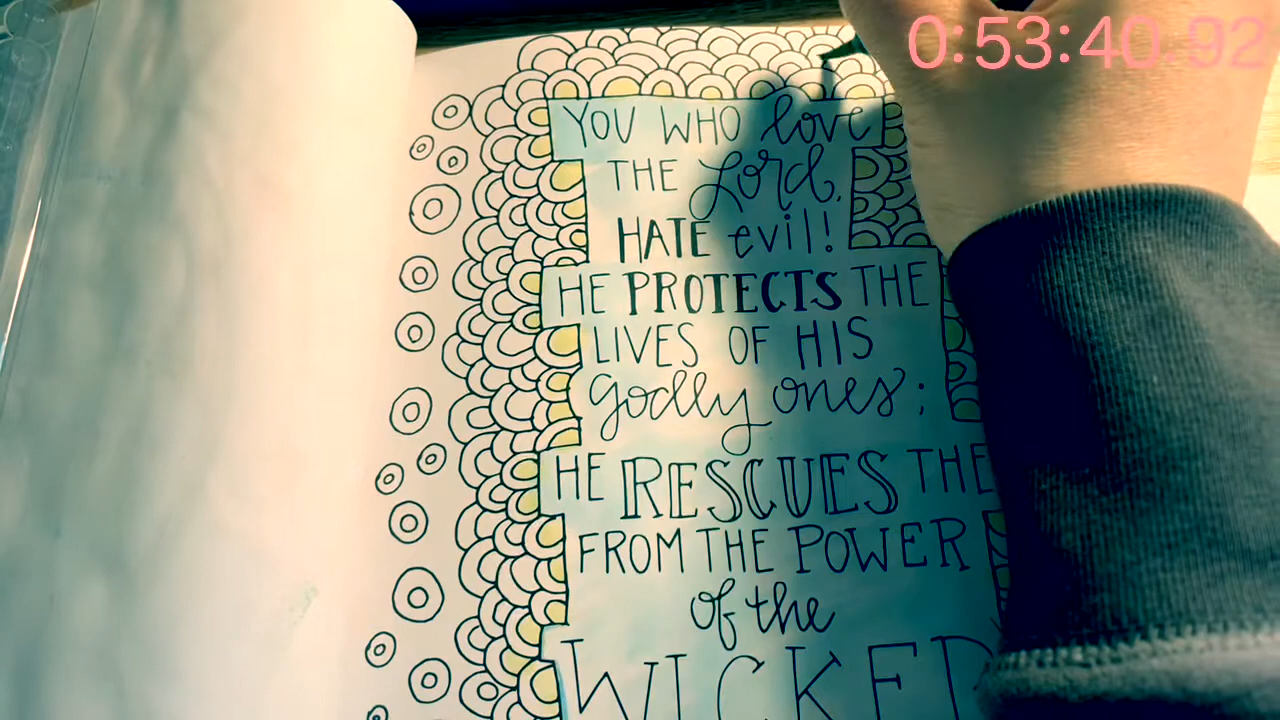 0:53:40.92
YOU WHO love
THE Lord,
HATE evil!
HE PROTECTS THE
LIVES OF HIS
godly ones;
HE RESCUES THE
FROM THE POWER
of the
WICKED